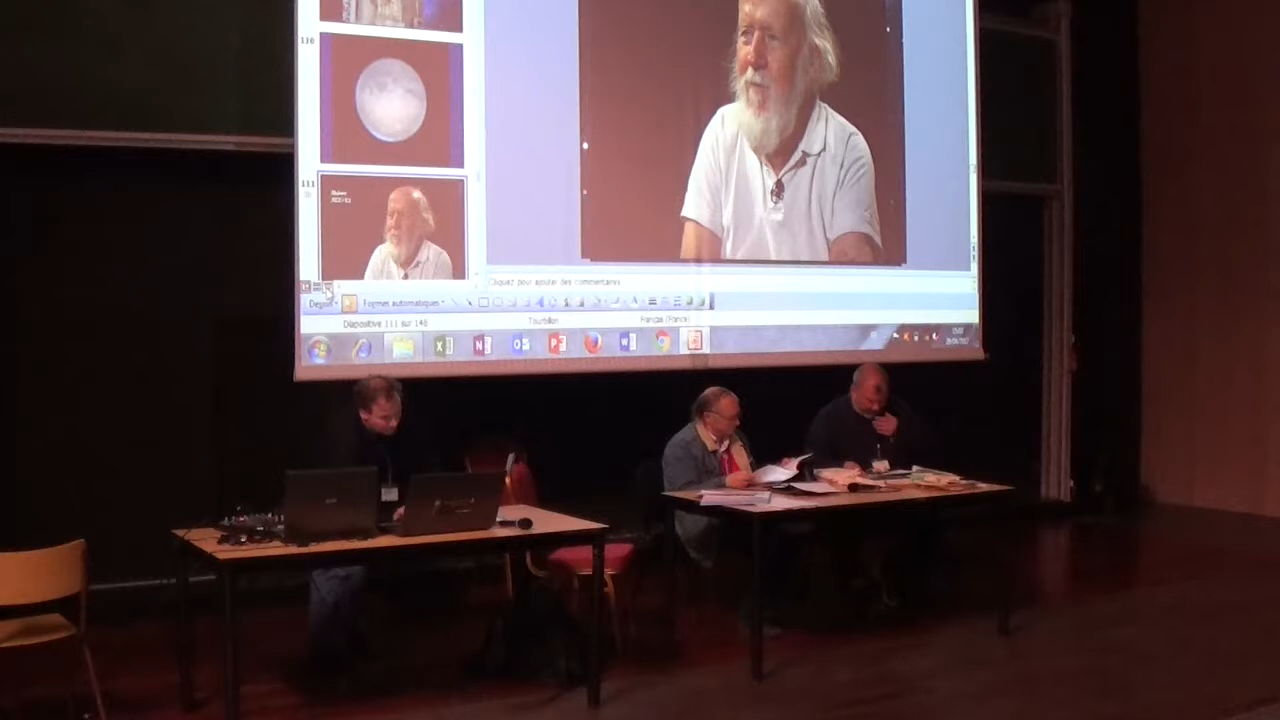 110
111
Cliquez pour ajouter des commentaires
Dessin
Formes automatiques
Diapositive 111 sur 146
Tourbillon
Français (France)